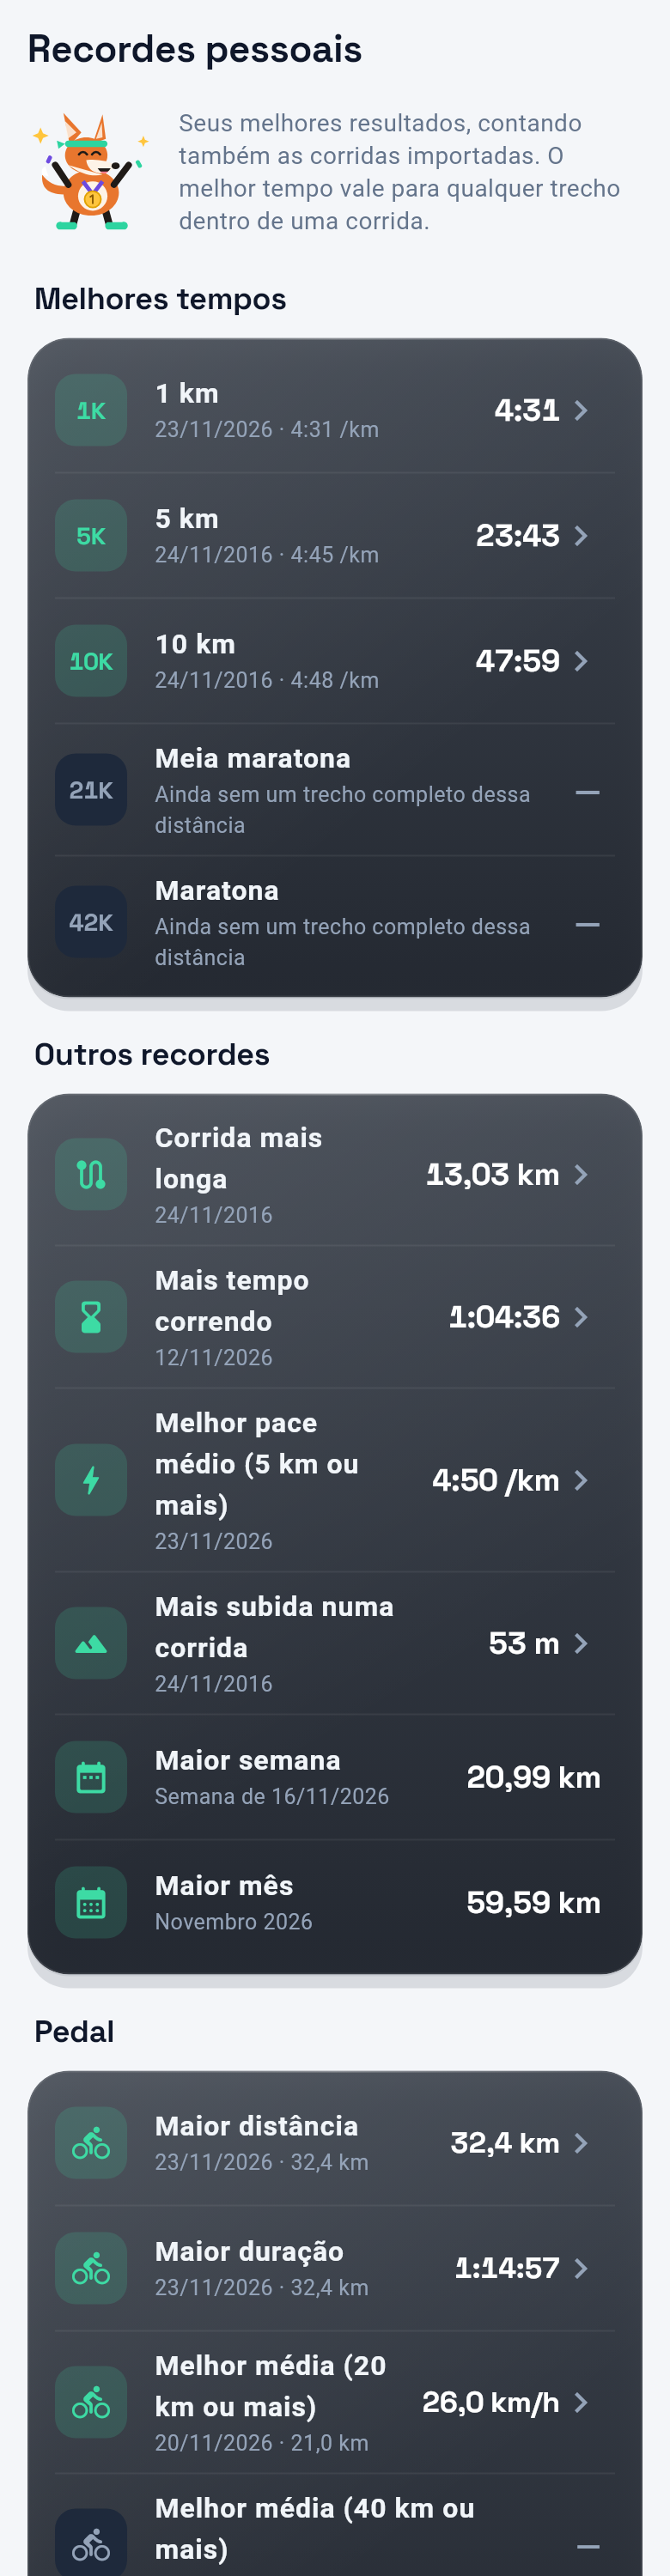 Recordes pessoais
Seus melhores resultados, contando
também as corridas importadas. O
melhor tempo vale para qualquer trecho
dentro de uma corrida.
1
Melhores tempos
1K
1 km
23/11/2026 · 4:31 /km
4:31
5K
5 km
24/11/2016 · 4:45 /km
23:43
10K
10 km
24/11/2016 · 4:48 /km
47:59
21K
Meia maratona
Ainda sem um trecho completo dessa
distância
—
42K
Maratona
Ainda sem um trecho completo dessa
distância
—
Outros recordes
Corrida mais
longa
24/11/2016
13,03 km
Mais tempo
correndo
12/11/2026
1:04:36
Melhor pace
médio (5 km ou
mais)
23/11/2026
4:50 /km
Mais subida numa
corrida
24/11/2016
53 m
Maior semana
Semana de 16/11/2026
20,99 km
Maior mês
Novembro 2026
59,59 km
Pedal
Maior distância
23/11/2026 · 32,4 km
32,4 km
Maior duração
23/11/2026 · 32,4 km
1:14:57
Melhor média (20
km ou mais)
20/11/2026 · 21,0 km
26,0 km/h
Melhor média (40 km ou
mais)
—